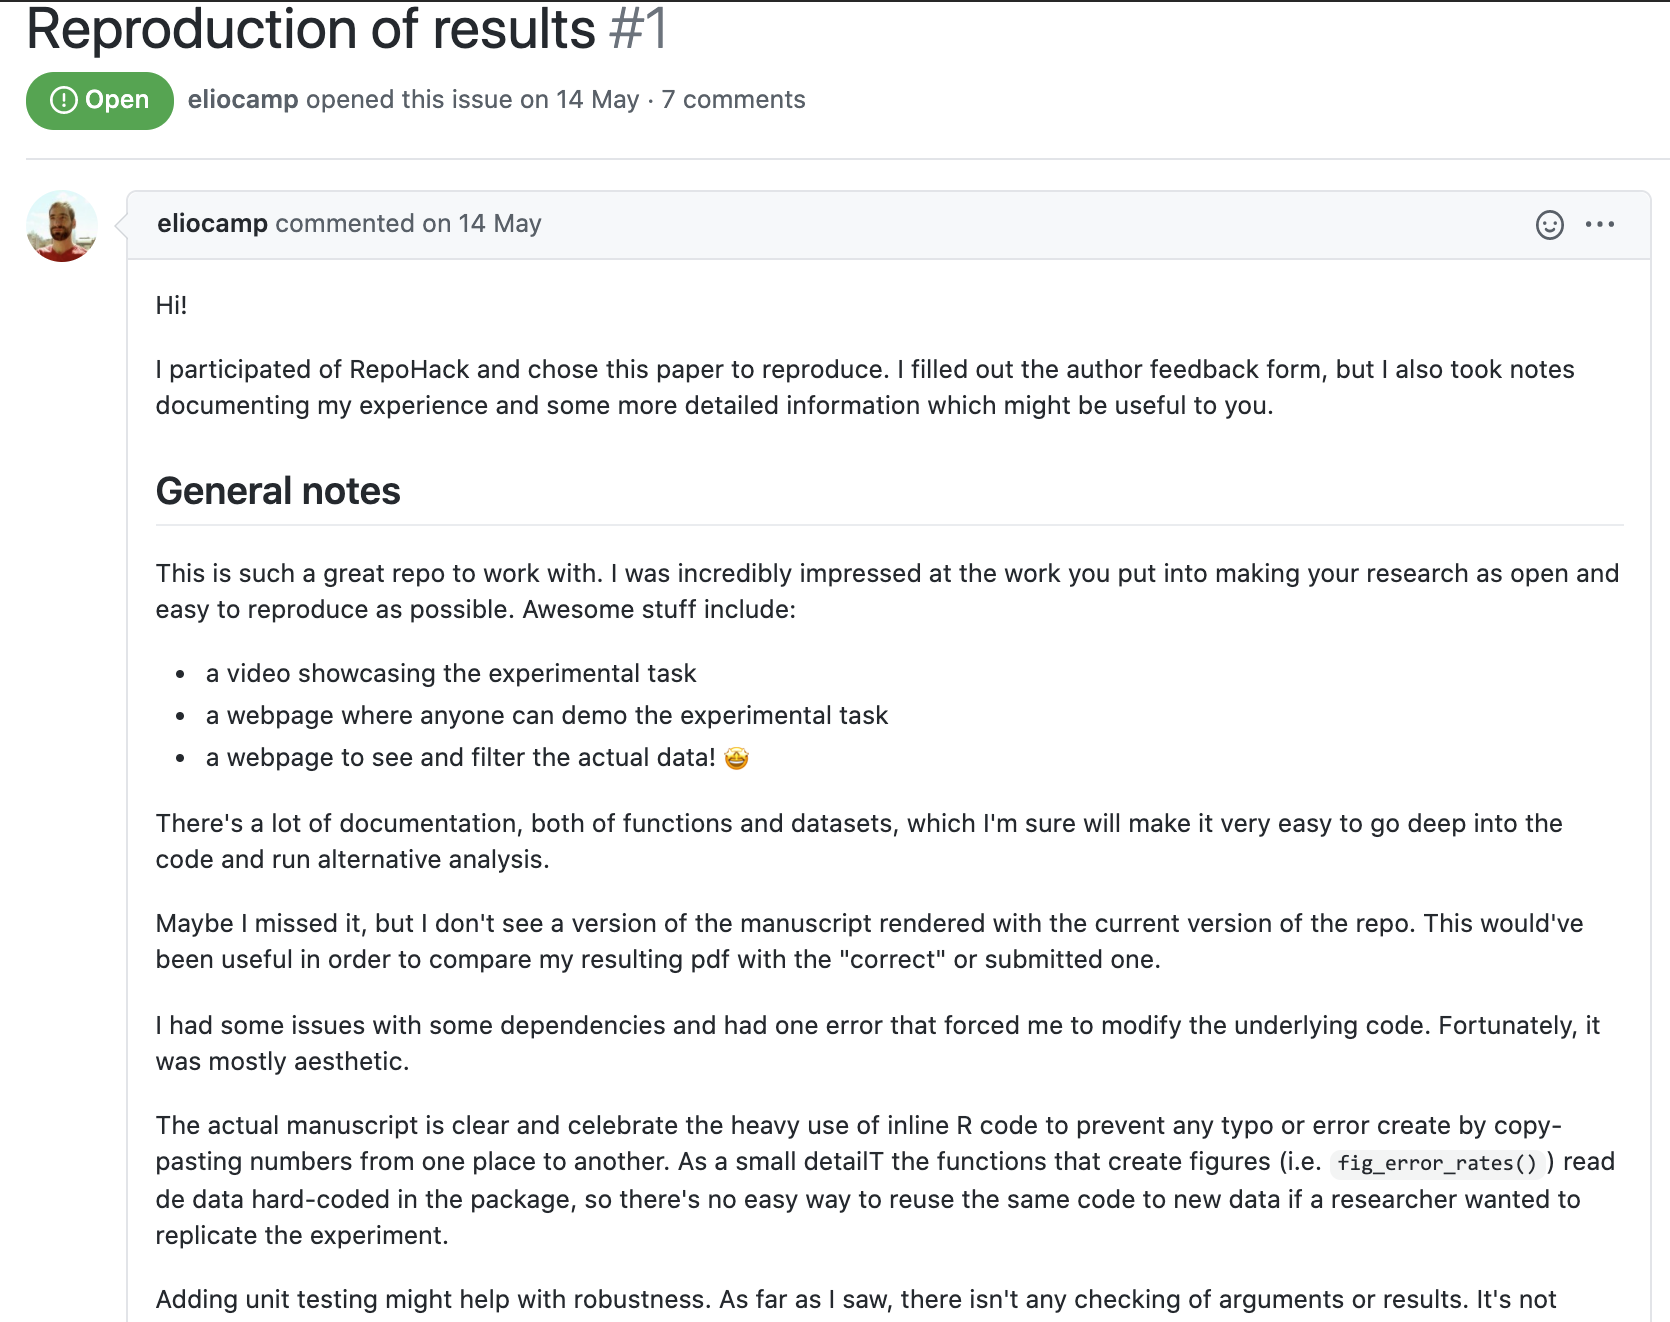 Reproduction of results #1
Open eliocamp opened this issue on 14 May · 7 comments
eliocamp commented on 14 May
Hi!
I participated of RepoHack and chose this paper to reproduce. I filled out the author feedback form, but I also took notes
documenting my experience and some more detailed information which might be useful to you.
General notes
This is such a great repo to work with. I was incredibly impressed at the work you put into making your research as open and
easy to reproduce as possible. Awesome stuff include:
• a video showcasing the experimental task
• a webpage where anyone can demo the experimental task
• a webpage to see and filter the actual data! 🤩
There's a lot of documentation, both of functions and datasets, which I'm sure will make it very easy to go deep into the
code and run alternative analysis.
Maybe I missed it, but I don't see a version of the manuscript rendered with the current version of the repo. This would've
been useful in order to compare my resulting pdf with the "correct" or submitted one.
I had some issues with some dependencies and had one error that forced me to modify the underlying code. Fortunately, it
was mostly aesthetic.
The actual manuscript is clear and celebrate the heavy use of inline R code to prevent any typo or error create by copy-
pasting numbers from one place to another. As a small detailT the functions that create figures (i.e. fig_error_rates() ) read
de data hard-coded in the package, so there's no easy way to reuse the same code to new data if a researcher wanted to
replicate the experiment.
Adding unit testing might help with robustness. As far as I saw, there isn't any checking of arguments or results. It's not